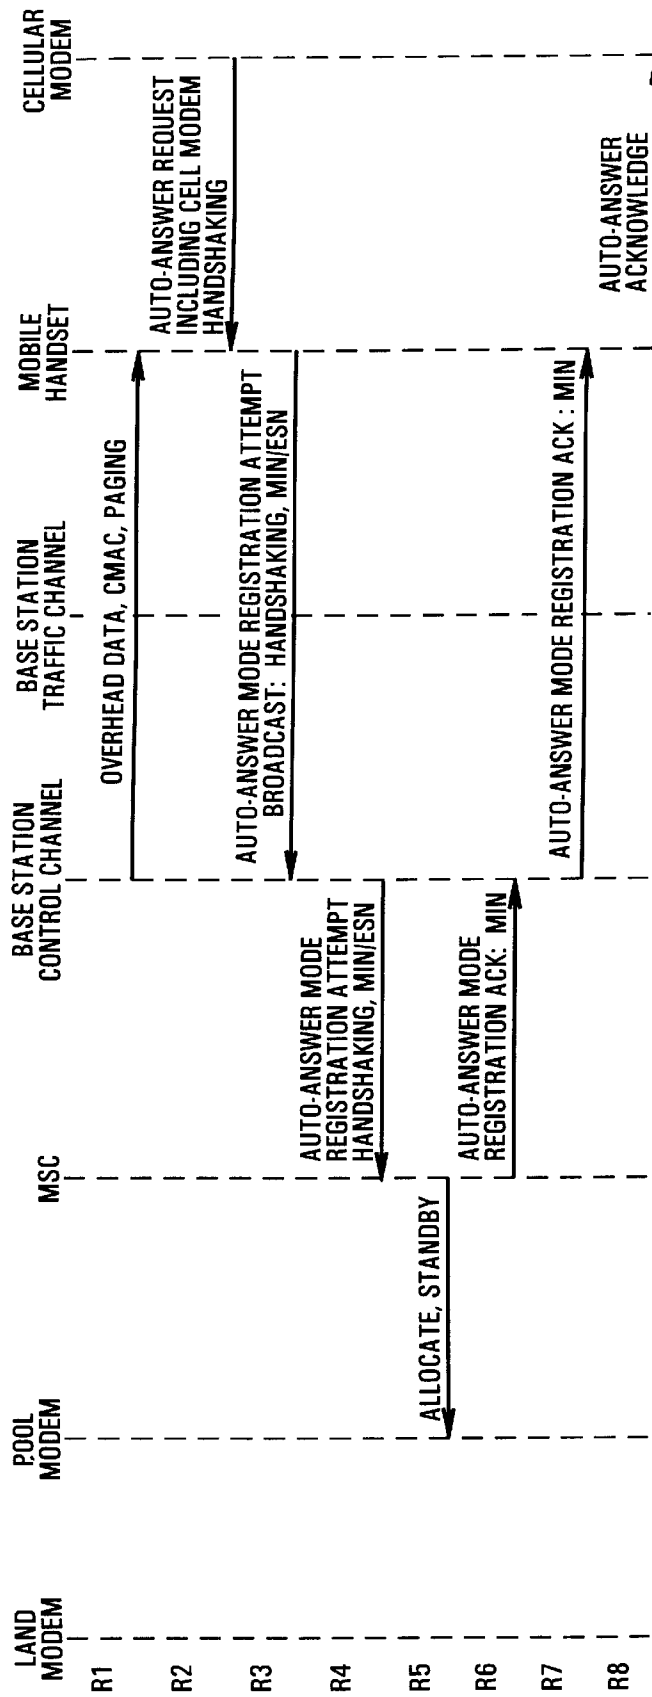 LAND
MODEM
POOL
MODEM
MSC
BASE STATION
CONTROL CHANNEL
BASE STATION
TRAFFIC CHANNEL
MOBILE
HANDSET
CELLULAR
MODEM
R1
OVERHEAD DATA, CMAC, PAGING
R2
AUTO-ANSWER REQUEST
INCLUDING CELL MODEM
HANDSHAKING
R3
AUTO-ANSWER MODE REGISTRATION ATTEMPT
BROADCAST: HANDSHAKING, MIN/ESN
R4
AUTO-ANSWER MODE
REGISTRATION ATTEMPT
HANDSHAKING, MIN/ESN
R5
ALLOCATE, STANDBY
R6
AUTO-ANSWER MODE
REGISTRATION ACK: MIN
R7
AUTO-ANSWER MODE REGISTRATION ACK : MIN
R8
AUTO-ANSWER
ACKNOWLEDGE